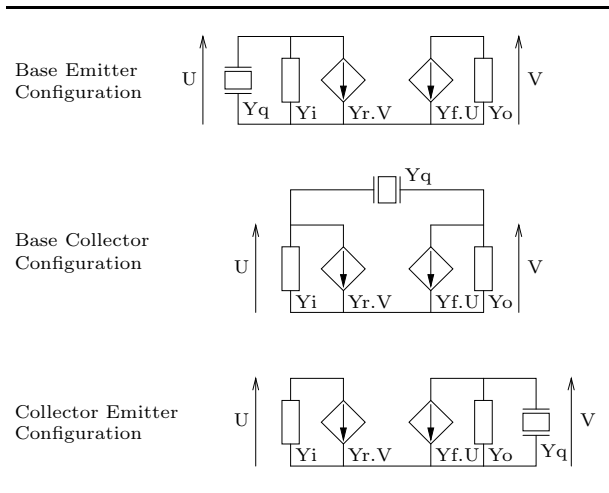 Base Emitter
Configuration
U
Yq
Yi
Yr.V
Yf.U
Yo
V
Yq
Base Collector
Configuration
U
Yi
Yr.V
Yf.U
Yo
V
Collector Emitter
Configuration
U
Yi
Yr.V
Yf.U
Yo
Yq
V